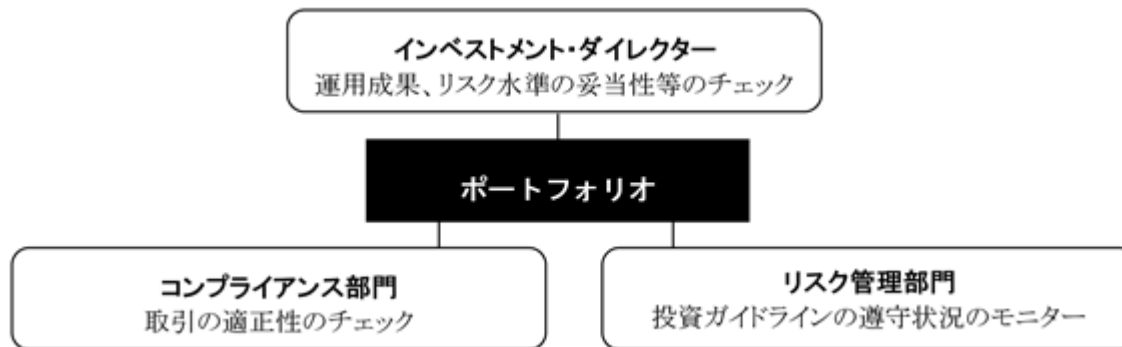 インベストメント・ダイレクター
運用成果、リスク水準の妥当性等のチェック
ポートフォリオ
コンプライアンス部門
取引の適正性のチェック
リスク管理部門
投資ガイドラインの遵守状況のモニター